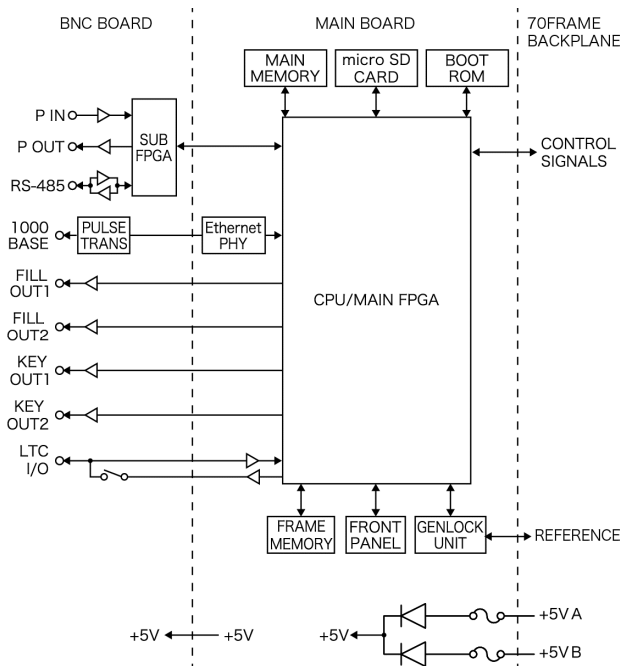 BNC BOARD
MAIN BOARD
70FRAME
BACKPLANE
MAIN
MEMORY
micro SD
CARD
BOOT
ROM
P IN
P OUT
RS-485
SUB
FPGA
CONTROL
SIGNALS
1000
BASE
PULSE
TRANS
Ethernet
PHY
FILL
OUT1
FILL
OUT2
CPU/MAIN FPGA
KEY
OUT1
KEY
OUT2
LTC
I/O
FRAME
MEMORY
FRONT
PANEL
GENLOCK
UNIT
REFERENCE
+5V
+5V
+5V
+5V A
+5V B